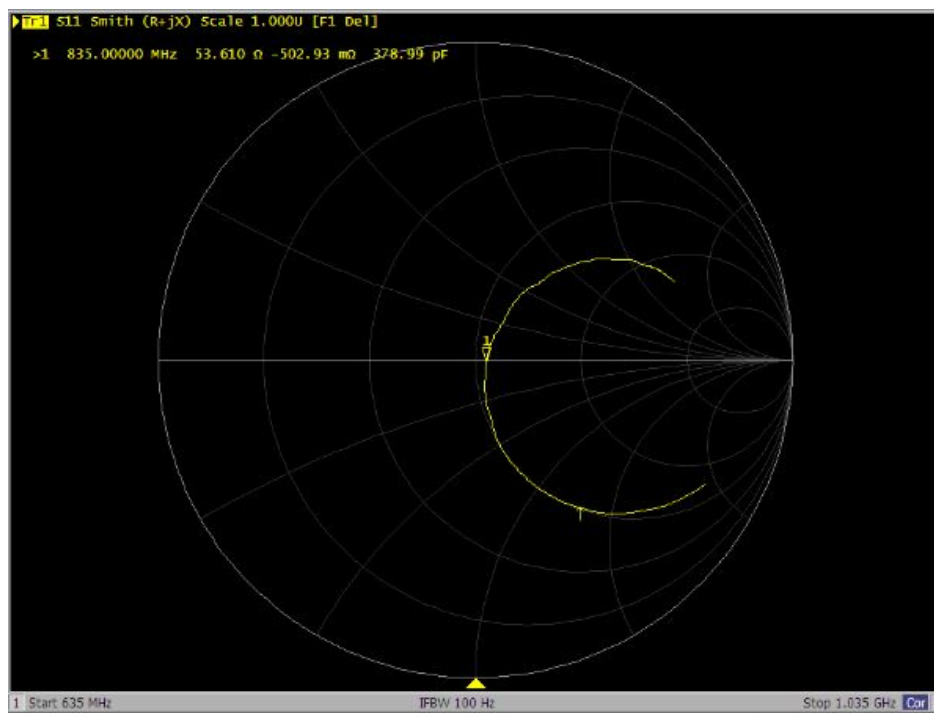 Tr1 S11 Smith (R+jX) Scale 1.000U [F1 Del]
>1 835.00000 MHz 53.610 Ω -502.93 mΩ 378.99 pF
1
1 Start 635 MHz IFBW 100 Hz Stop 1.035 GHz Cor